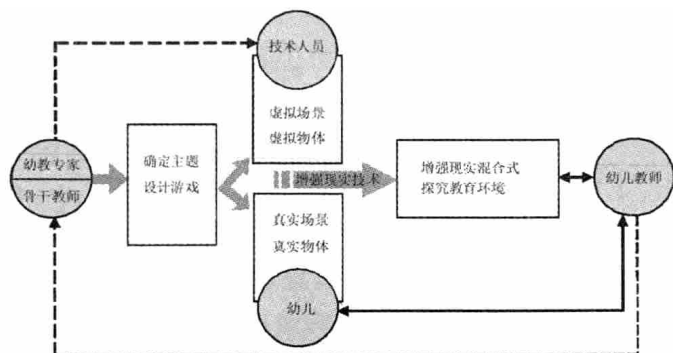 技术人员
虚拟场景
虚拟物体
幼教专家
骨干教师
确定主题
设计游戏
增强现实技术
增强现实混合式
探究教育环境
幼儿教师
真实场景
真实物体
幼儿